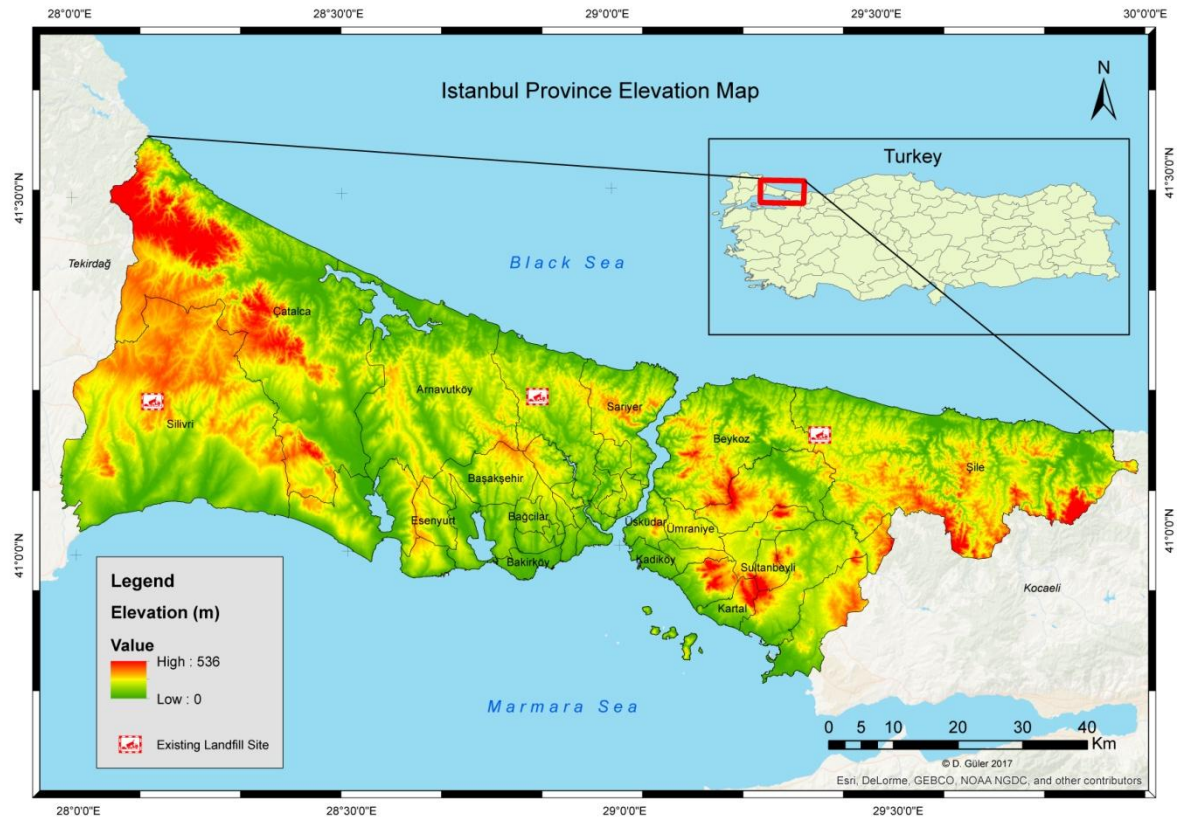 28°0'0"E 28°30'0"E 29°0'0"E 29°30'0"E 30°0'0"E
Istanbul Province Elevation Map
N
Turkey
41°30'0"N
41°30'0"N
Tekirdağ
Black Sea
Çatalca
Arnavutköy
Sarıyer
Silivri
Beykoz
Şile
Başakşehir
Esenyurt
Bağcılar
Üsküdar
Ümraniye
Bakırköy
Kadıköy
Sultanbeyli
Kartal
Kocaeli
41°0'0"N
41°0'0"N
Legend
Elevation (m)
Value
High : 536
Low : 0
Existing Landfill Site
Marmara Sea
0 5 10 20 30 40
Km
© D. Güler 2017
Esri, DeLorme, GEBCO, NOAA NGDC, and other contributors
28°0'0"E 28°30'0"E 29°0'0"E 29°30'0"E